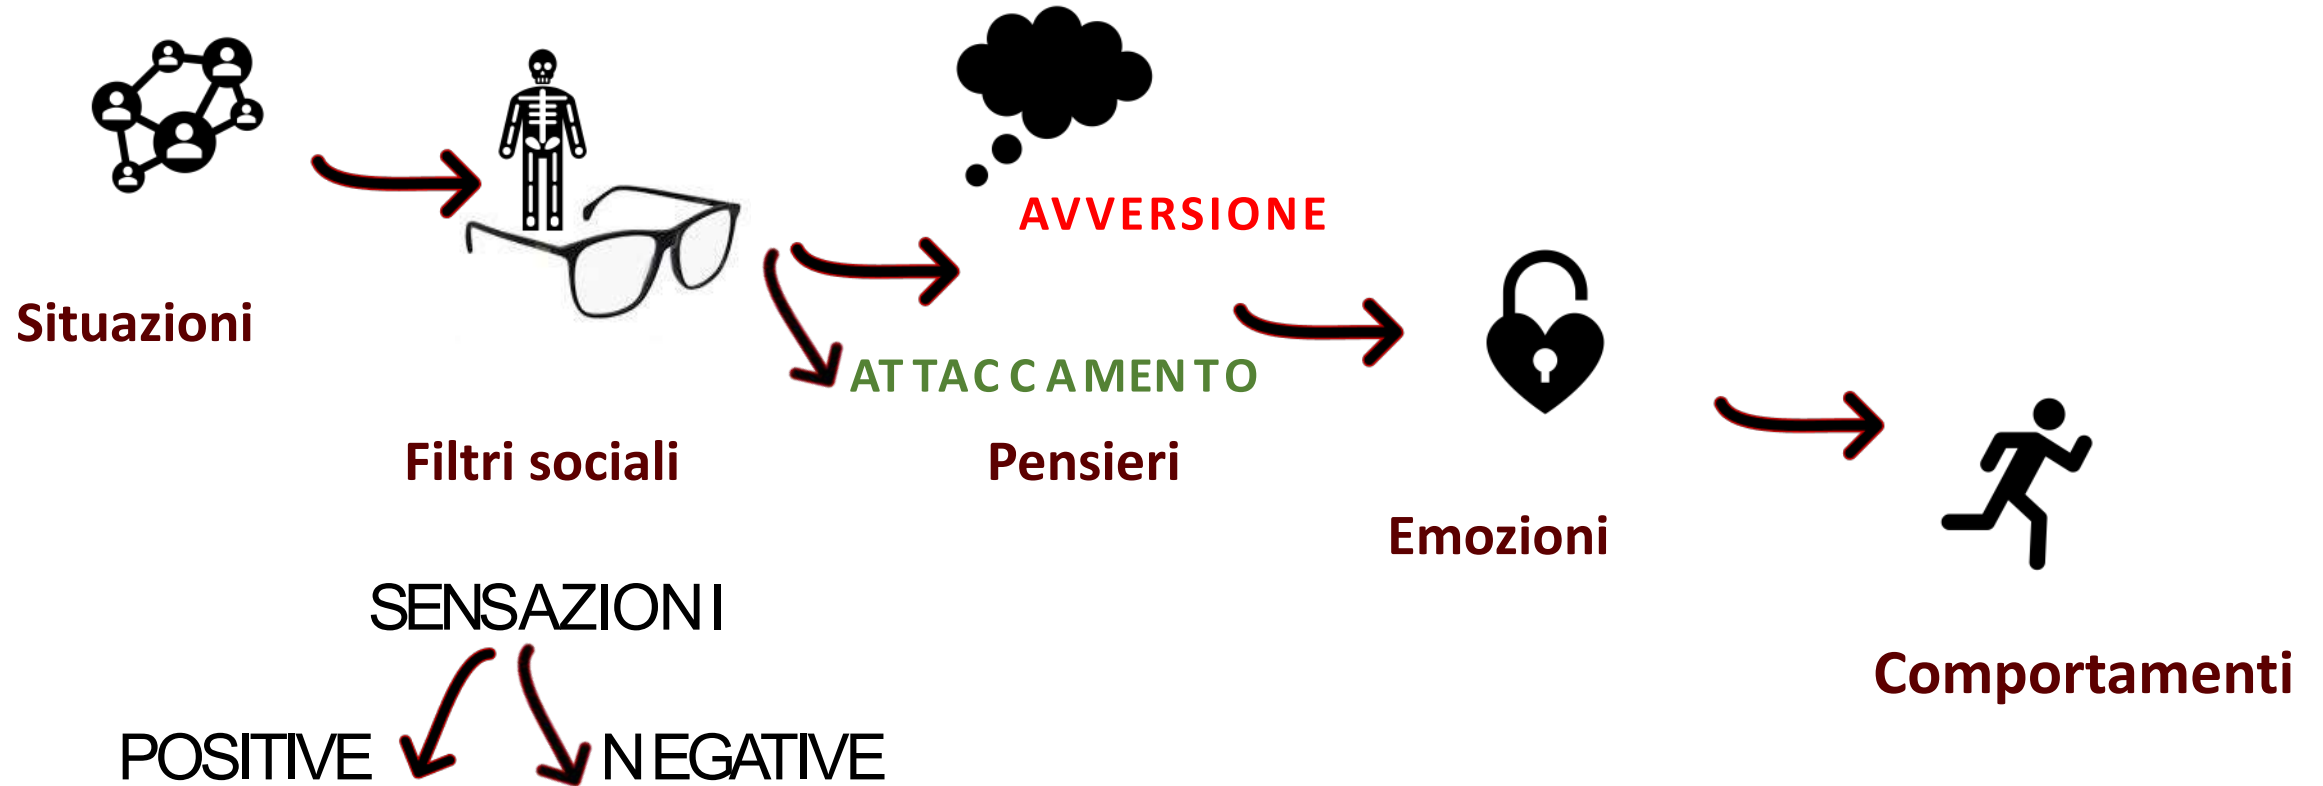 AVVERSIONE
Situazioni
ATTACCAMENTO
Filtri sociali
Pensieri
Emozioni
SENSAZIONI
Comportamenti
POSITIVE
NEGATIVE